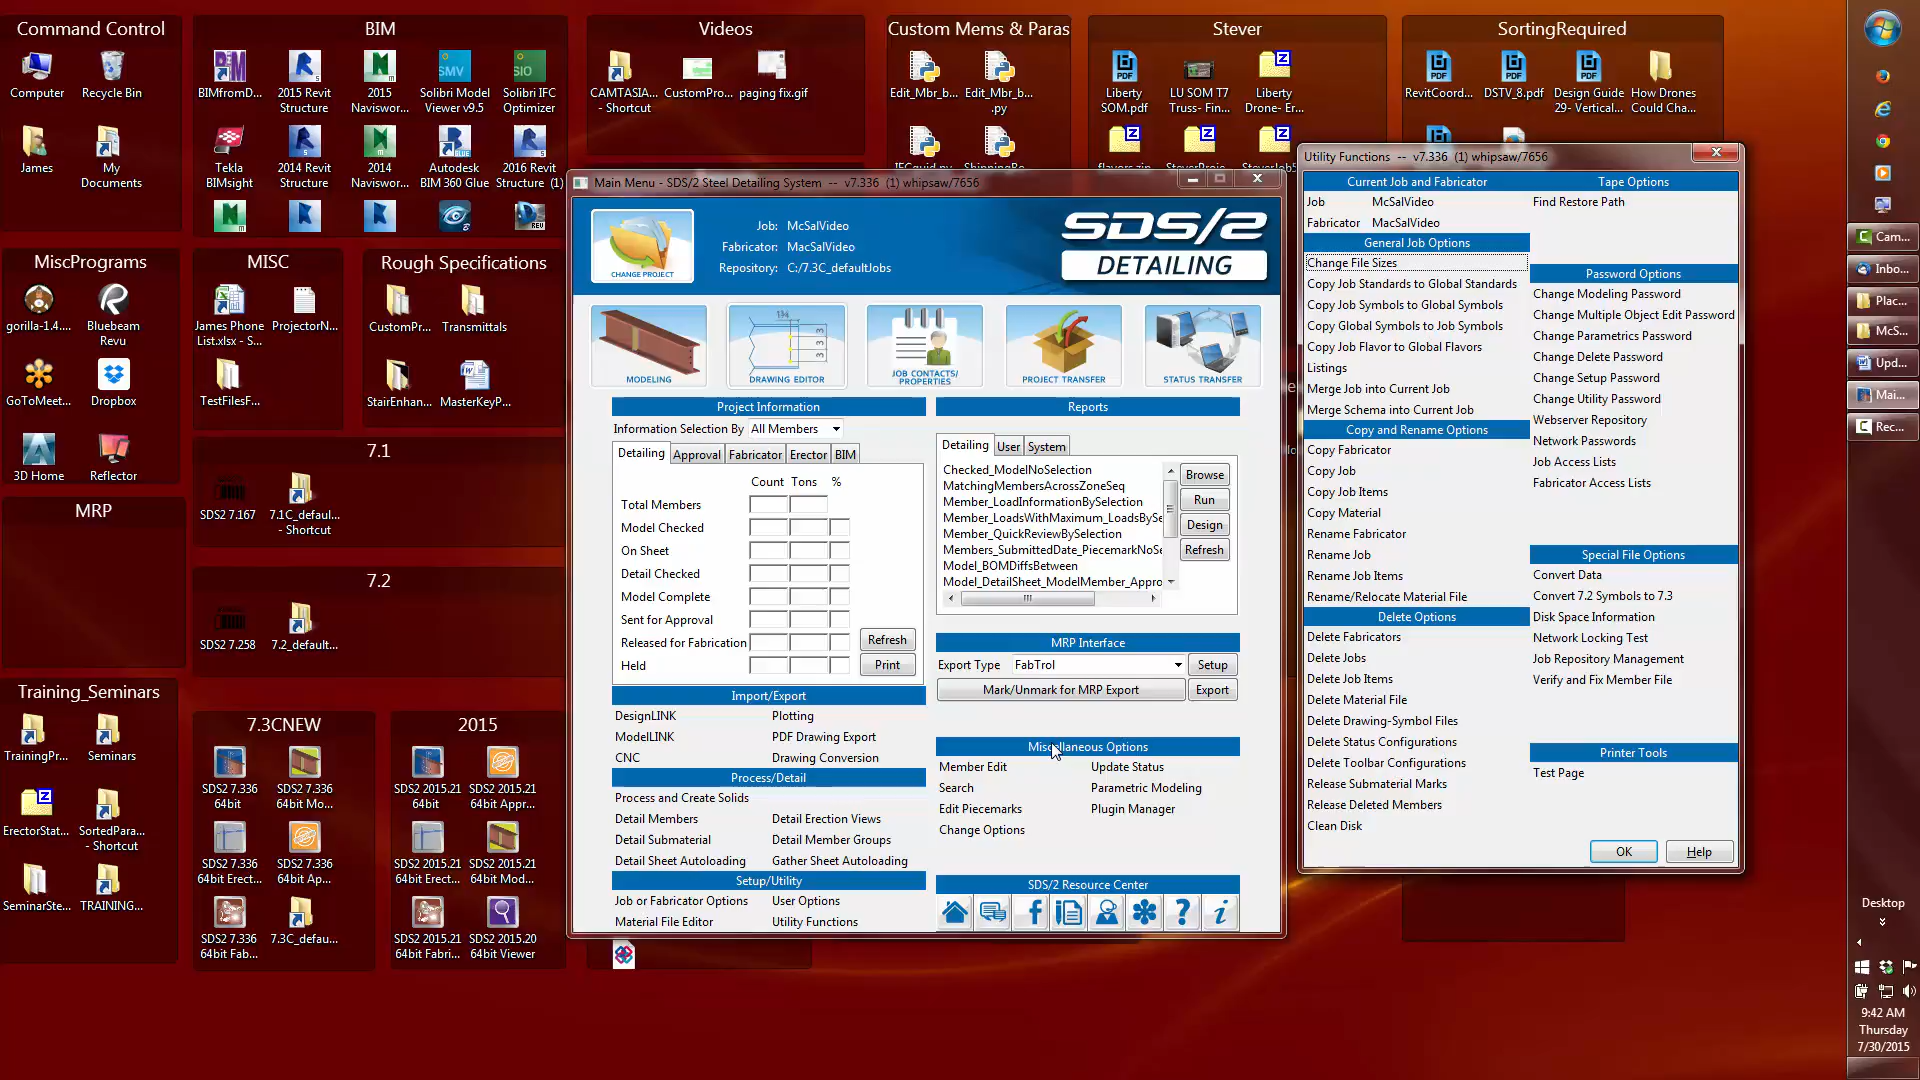 Command Control
Computer
Recycle Bin
James
My
Documents
BIM
BIMfromD...
2015 Revit
Structure
2015
Naviswor...
Solibri Model
Viewer v9.5
Solibri IFC
Optimizer
Tekla
BIMsight
2014 Revit
Structure
2014
Naviswor...
Autodesk
BIM 360 Glue
2016 Revit
Structure (1)
Videos
CAMTASIA...
- Shortcut
CustomPro...
paging fix.gif
Custom Mems & Paras
Edit_Mbr_b...
Edit_Mbr_b...
.py
Stever
Liberty
SOM.pdf
LU SOM T7
Truss- Fin...
Liberty
Drone- Er...
SortingRequired
RevitCoord...
DSTV_8.pdf
Design Guide
29- Vertical...
How Drones
Could Cha...
MiscPrograms
gorilla-1.4....
Bluebeam
Revu
GoToMeet...
Dropbox
3D Home
Reflector
MISC
James Phone
List.xlsx - S...
ProjectorN...
TestFilesF...
Rough Specifications
CustomPr...
Transmittals
StairEnhan...
MasterKeyP...
7.1
SDS2 7.167
7.1C_defaul...
- Shortcut
MRP
7.2
SDS2 7.258
7.2_default...
Training_Seminars
TrainingPr...
Seminars
ErectorStat...
SortedPara...
- Shortcut
SeminarSte...
TRAINING...
7.3CNEW
SDS2 7.336
64bit
SDS2 7.336
64bit Mo...
SDS2 7.336
64bit Erect...
SDS2 7.336
64bit Ap...
SDS2 7.336
64bit Fab...
7.3C_defau...
2015
SDS2 2015.21
64bit
SDS2 2015.21
64bit Appr...
SDS2 2015.21
64bit Erect...
SDS2 2015.21
64bit Mod...
SDS2 2015.21
64bit Fabri...
SDS2 2015.20
64bit Viewer
Main Menu - SDS/2 Steel Detailing System -- v7.336 (1) whipsaw/7656
CHANGE PROJECT
Job: McSalVideo
Fabricator: MacSalVideo
Repository: C:/7.3C_defaultJobs
SDS/2
DETAILING
MODELING
DRAWING EDITOR
JOB CONTACTS/
PROPERTIES
PROJECT TRANSFER
STATUS TRANSFER
Project Information
Information Selection By All Members
Detailing Approval Fabricator Erector BIM
Count Tons %
Total Members
Model Checked
On Sheet
Detail Checked
Model Complete
Sent for Approval
Released for Fabrication
Held
Refresh
Print
Import/Export
DesignLINK Plotting
ModelLINK PDF Drawing Export
CNC Drawing Conversion
Process/Detail
Process and Create Solids
Detail Members Detail Erection Views
Detail Submaterial Detail Member Groups
Detail Sheet Autoloading Gather Sheet Autoloading
Setup/Utility
Job or Fabricator Options User Options
Material File Editor Utility Functions
Reports
Detailing User System
Checked_ModelNoSelection
MatchingMembersAcrossZoneSeq
Member_LoadInformationBySelection
Member_LoadsWithMaximum_LoadsBySe
Member_QuickReviewBySelection
Members_SubmittedDate_PiecemarkNoSe
Model_BOMDiffsBetween
Model_DetailSheet_ModelMember_Appro
Browse
Run
Design
Refresh
MRP Interface
Export Type FabTrol Setup
Mark/Unmark for MRP Export Export
Miscellaneous Options
Member Edit Update Status
Search Parametric Modeling
Edit Piecemarks Plugin Manager
Change Options
SDS/2 Resource Center
Utility Functions -- v7.336 (1) whipsaw/7656
Current Job and Fabricator
Job McSalVideo
Fabricator McSalVideo
General Job Options
Change File Sizes
Copy Job Standards to Global Standards
Copy Job Symbols to Global Symbols
Copy Global Symbols to Job Symbols
Copy Job Flavor to Global Flavors
Listings
Merge Job into Current Job
Merge Schema into Current Job
Copy and Rename Options
Copy Fabricator
Copy Job
Copy Job Items
Copy Material
Rename Fabricator
Rename Job
Rename Job Items
Rename/Relocate Material File
Delete Options
Delete Fabricators
Delete Jobs
Delete Job Items
Delete Material File
Delete Drawing-Symbol Files
Delete Status Configurations
Delete Toolbar Configurations
Release Submaterial Marks
Release Deleted Members
Clean Disk
Tape Options
Find Restore Path
Password Options
Change Modeling Password
Change Multiple Object Edit Password
Change Parametrics Password
Change Delete Password
Change Setup Password
Change Utility Password
Webserver Repository
Network Passwords
Job Access Lists
Fabricator Access Lists
Special File Options
Convert Data
Convert 7.2 Symbols to 7.3
Disk Space Information
Network Locking Test
Job Repository Management
Verify and Fix Member File
Printer Tools
Test Page
OK
Help
Cam...
Inbo...
Plac...
McS...
Upd...
Mai...
Rec...
Desktop
9:42 AM
Thursday
7/30/2015